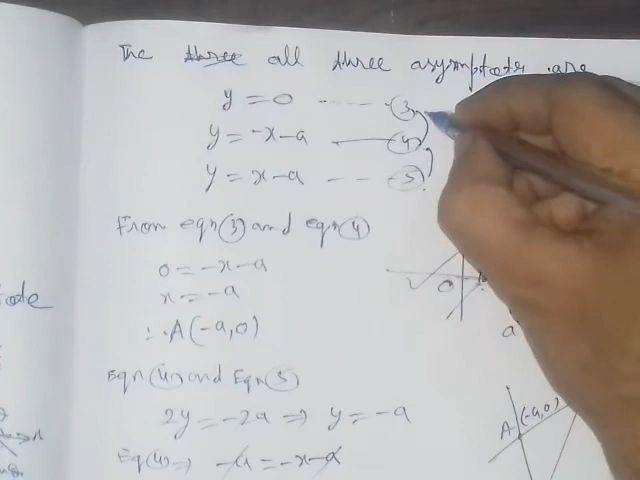 The three all three asymptotes are
y = 0 ---- - (3)
y = -x-a ——— (4)
y = x-a -- - (5)
From eqn (3) and eqn (4)
0 = -x-a
x = -a
∴ A(-a,0)
Eqn (4) and Eqn (5)
2y = -2a ⇒ y = -a
Eq (4) ⇒ -a = -x-a
0
a
A (-a,0)